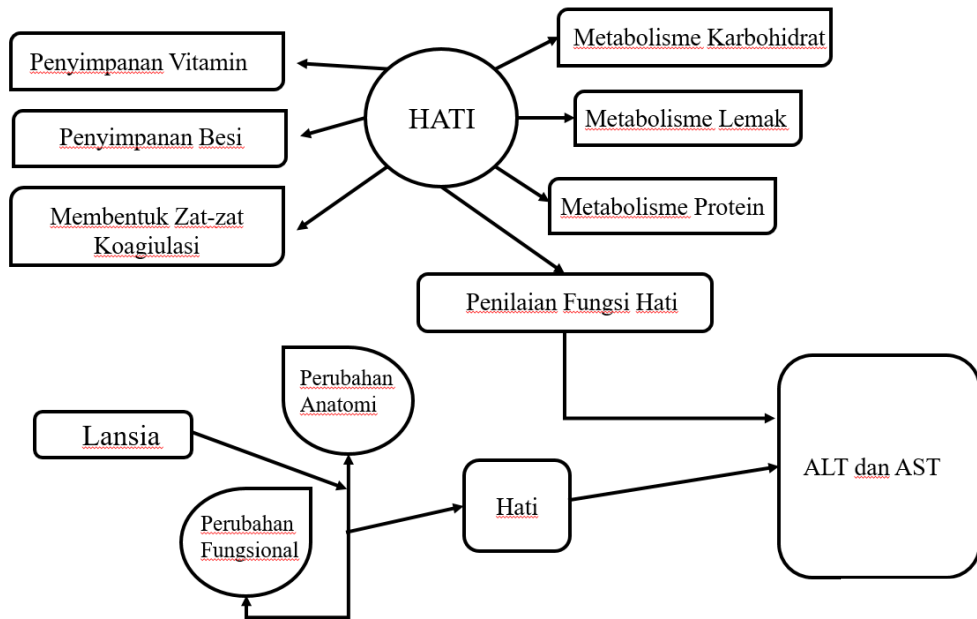 Penyimpanan Vitamin
Penyimpanan Besi
Membentuk Zat-zat
Koagiulasi
HATI
Metabolisme Karbohidrat
Metabolisme Lemak
Metabolisme Protein
Penilaian Fungsi Hati
Perubahan
Anatomi
Lansia
Perubahan
Fungsional
Hati
ALT dan AST